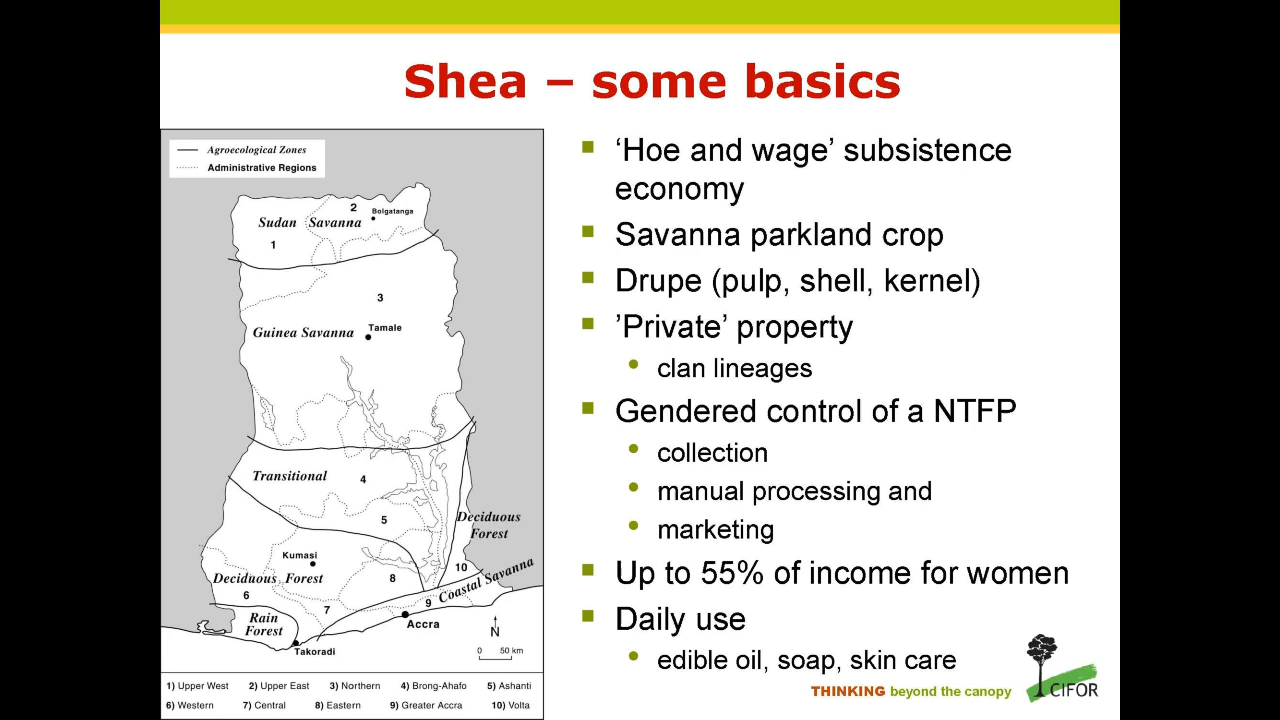 Shea – some basics
Agroecological Zones
Administrative Regions
2
Bolgatanga
Sudan Savanna
1
3
Guinea Savanna
Tamale
Transitional
4
5
Deciduous
Forest
Kumasi
Deciduous Forest
6
7
8
10
9
Coastal Savanna
Rain
Forest
Accra
Takoradi
N
0 50 km
1) Upper West 2) Upper East 3) Northern 4) Brong-Ahafo 5) Ashanti
6) Western 7) Central 8) Eastern 9) Greater Accra 10) Volta
‘Hoe and wage’ subsistence
economy
Savanna parkland crop
Drupe (pulp, shell, kernel)
’Private’ property
clan lineages
Gendered control of a NTFP
collection
manual processing and
marketing
Up to 55% of income for women
Daily use
edible oil, soap, skin care
THINKING beyond the canopy
CIFOR